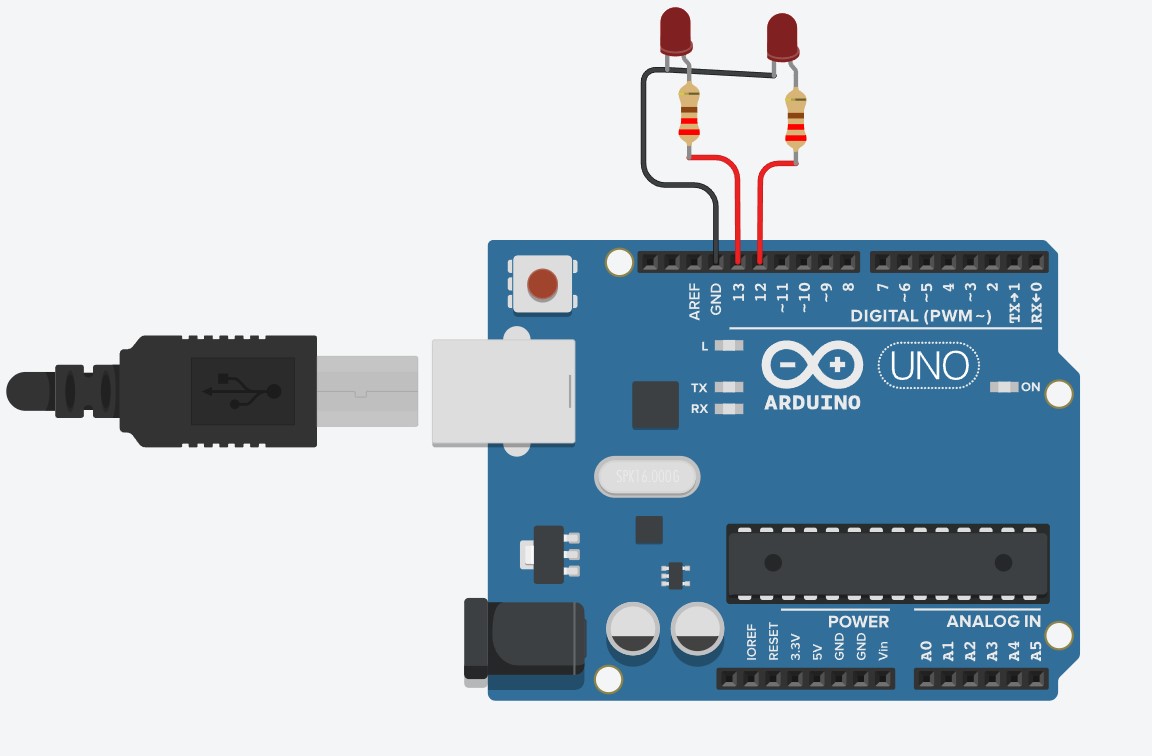 AREF GND 13 12 ~11 ~10 ~9 8 7 ~6 ~5 4 ~3 2 TX→1 RX←0
DIGITAL (PWM~)
L
UNO
TX
ON
RX
ARDUINO
SPK16.000G
POWER
ANALOG IN
IOREF RESET 3.3V 5V GND GND Vin A0 A1 A2 A3 A4 A5